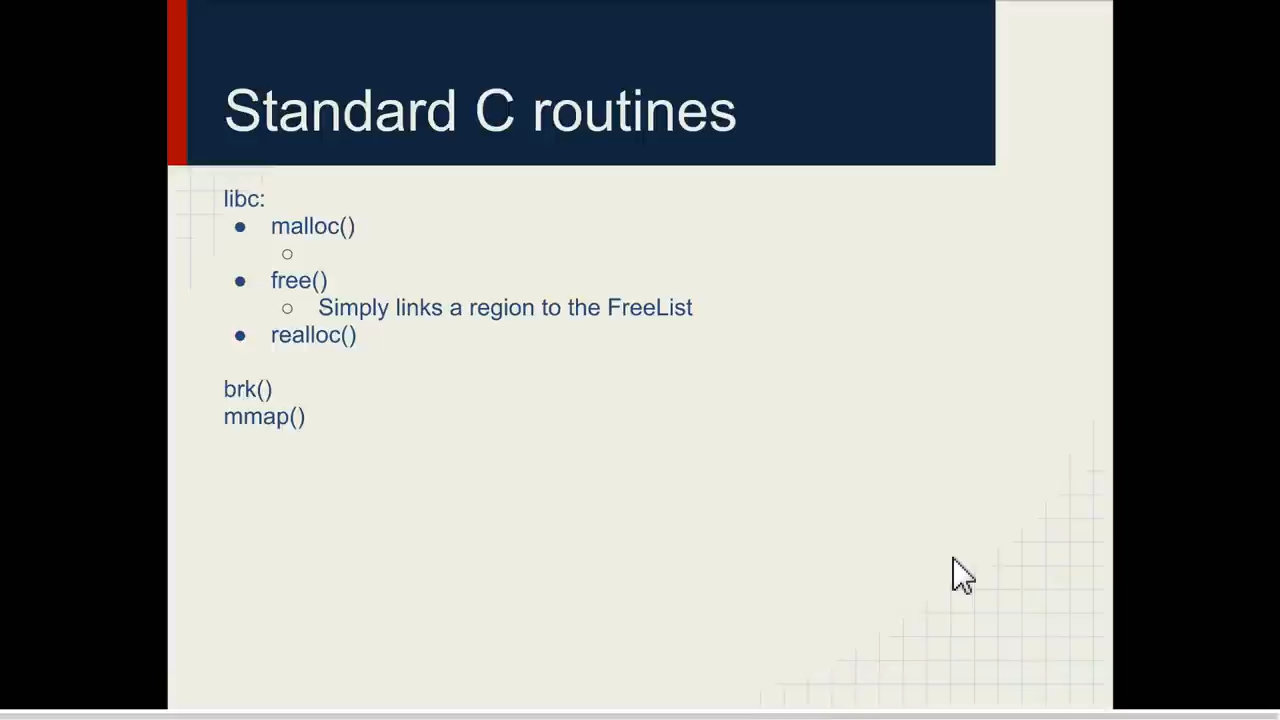 Standard C routines
libc:
● malloc()
○
● free()
○ Simply links a region to the FreeList
● realloc()
brk()
mmap()